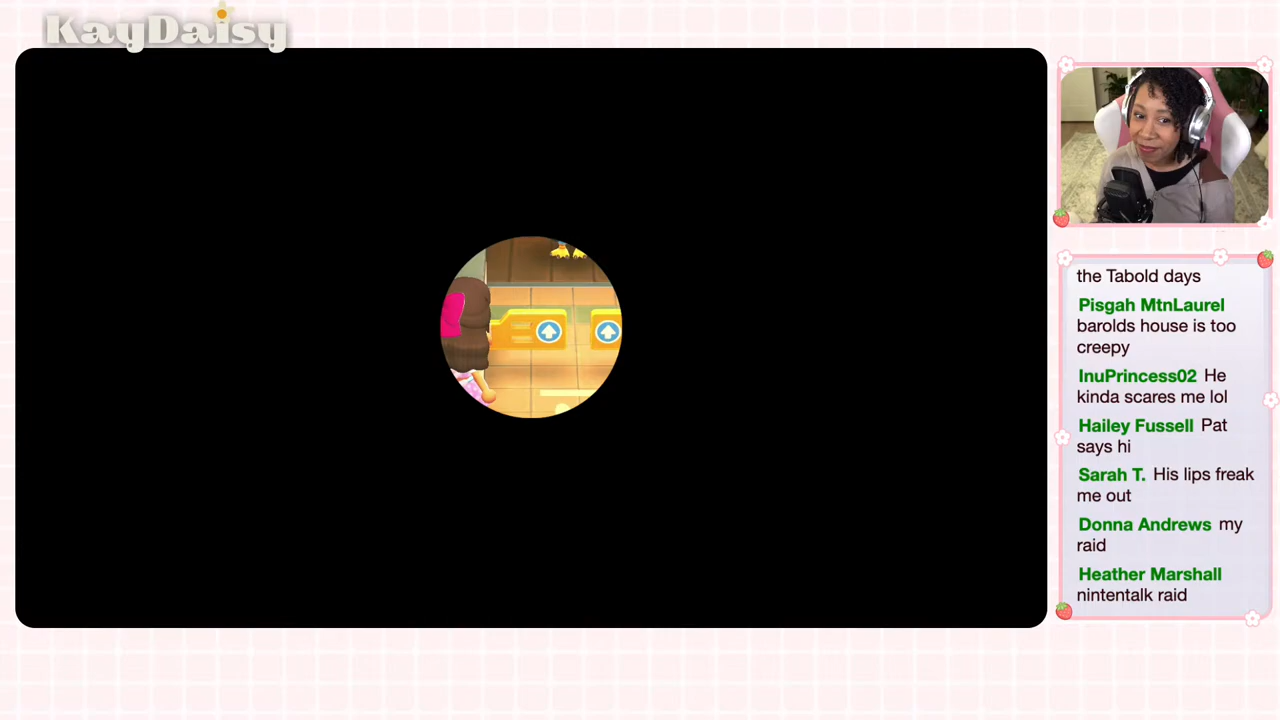 KayDaisy
the Tabold days
Pisgah MtnLaurel
barolds house is too
creepy
InuPrincess02 He
kinda scares me lol
Hailey Fussell Pat
says hi
Sarah T. His lips freak
me out
Donna Andrews my
raid
Heather Marshall
nintentalk raid